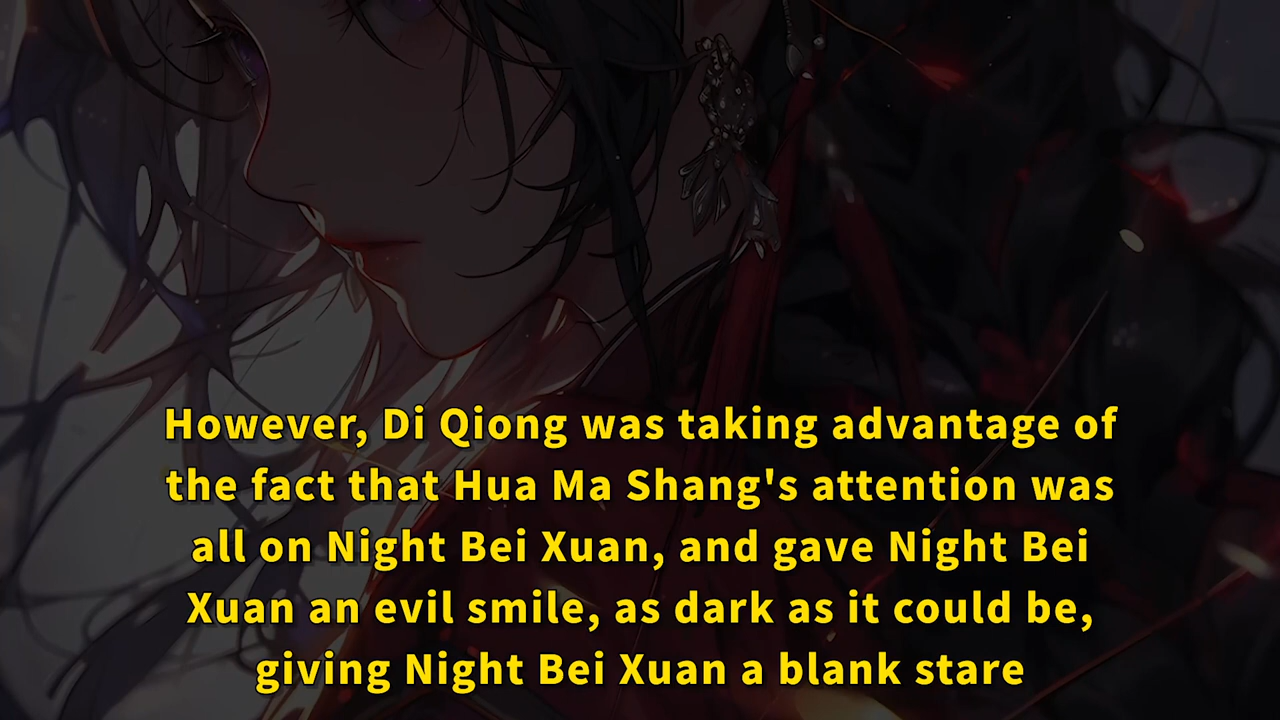 However, Di Qiong was taking advantage of
the fact that Hua Ma Shang's attention was
all on Night Bei Xuan, and gave Night Bei
Xuan an evil smile, as dark as it could be,
giving Night Bei Xuan a blank stare